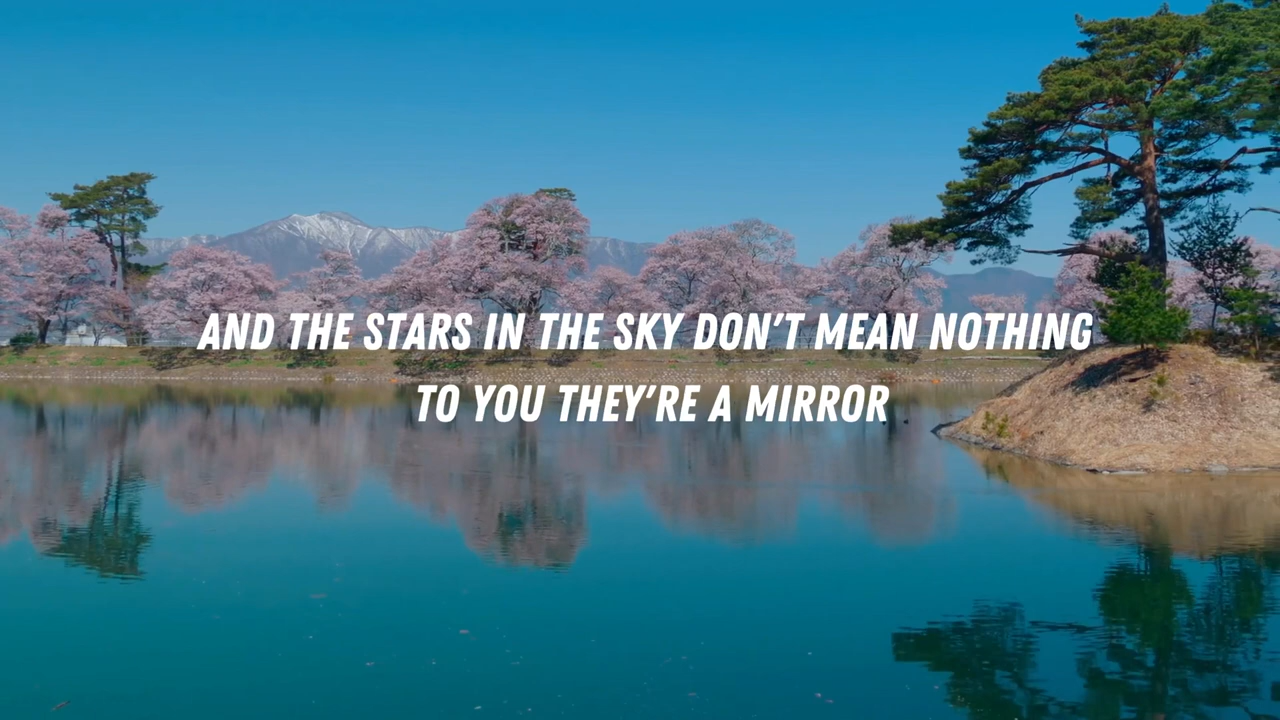 AND THE STARS IN THE SKY DON'T MEAN NOTHING
TO YOU THEY'RE A MIRROR